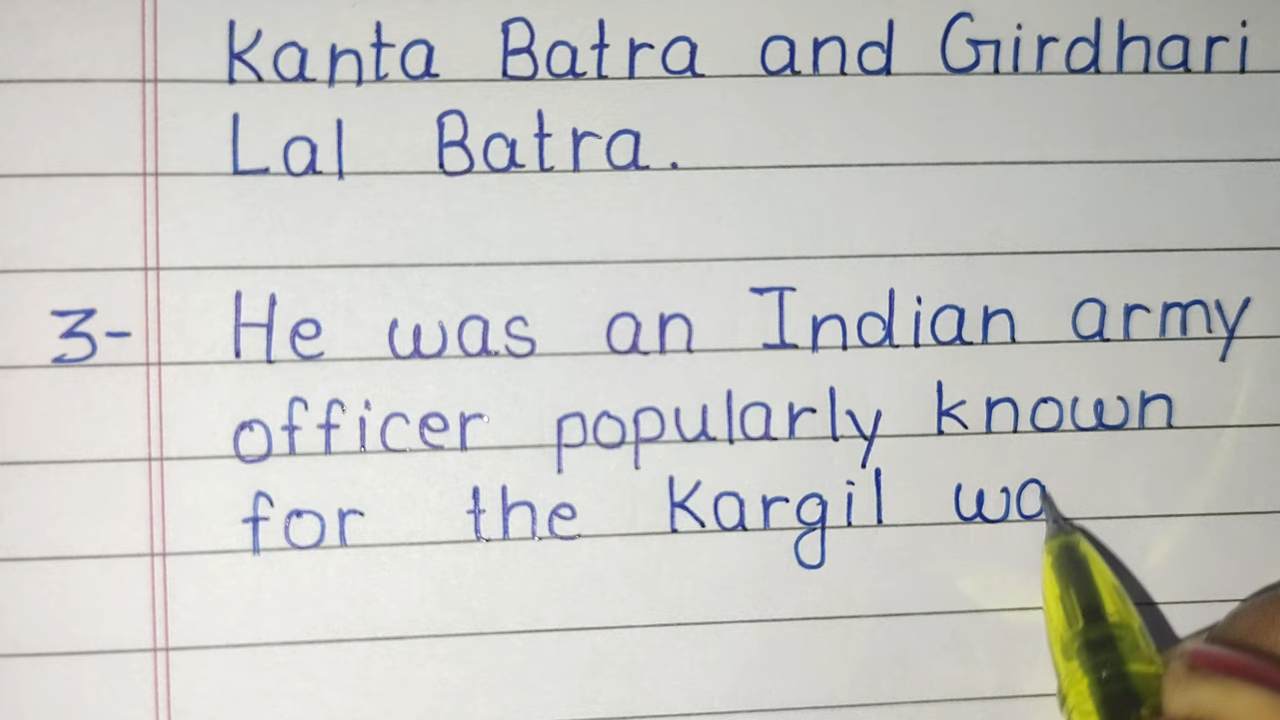 Kanta Batra and Girdhari
Lal Batra.
3- He was an Indian army
officer popularly known
for the Kargil wa